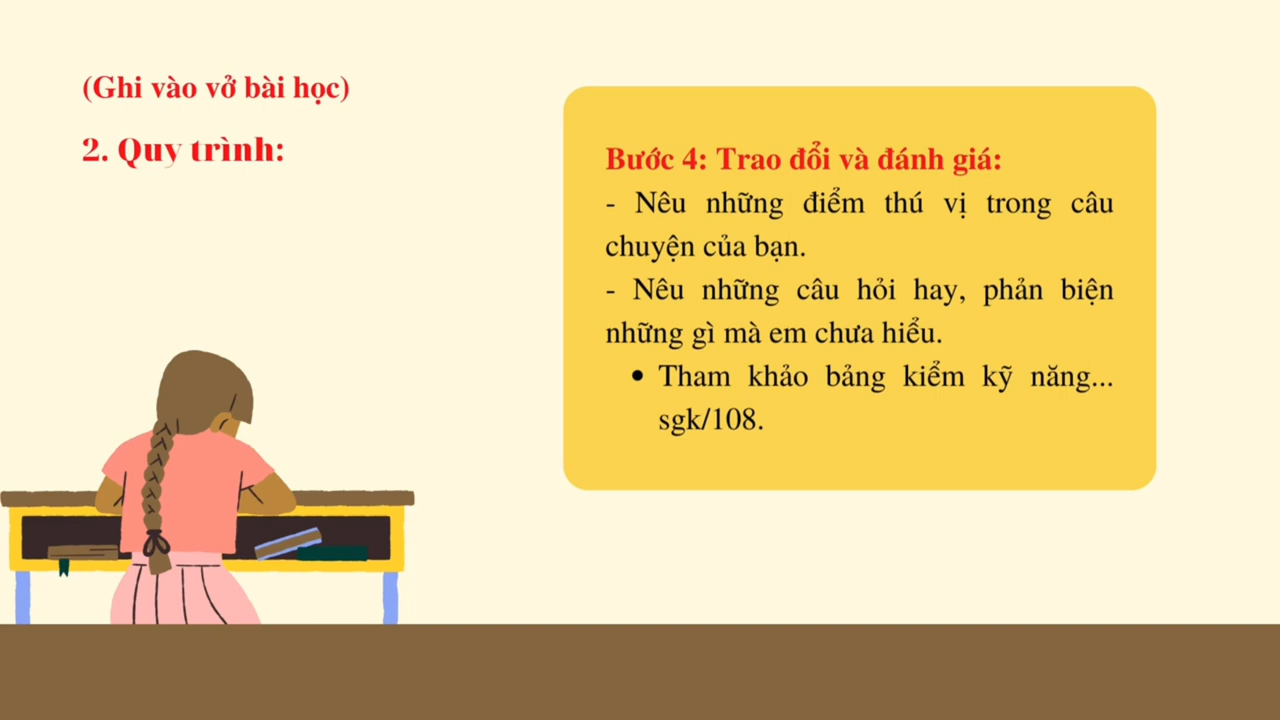 (Ghi vào vở bài học)
2. Quy trình:
Bước 4: Trao đổi và đánh giá:
- Nêu những điểm thú vị trong câu
chuyện của bạn.
- Nêu những câu hỏi hay, phản biện
những gì mà em chưa hiểu.
• Tham khảo bảng kiểm kỹ năng...
sgk/108.